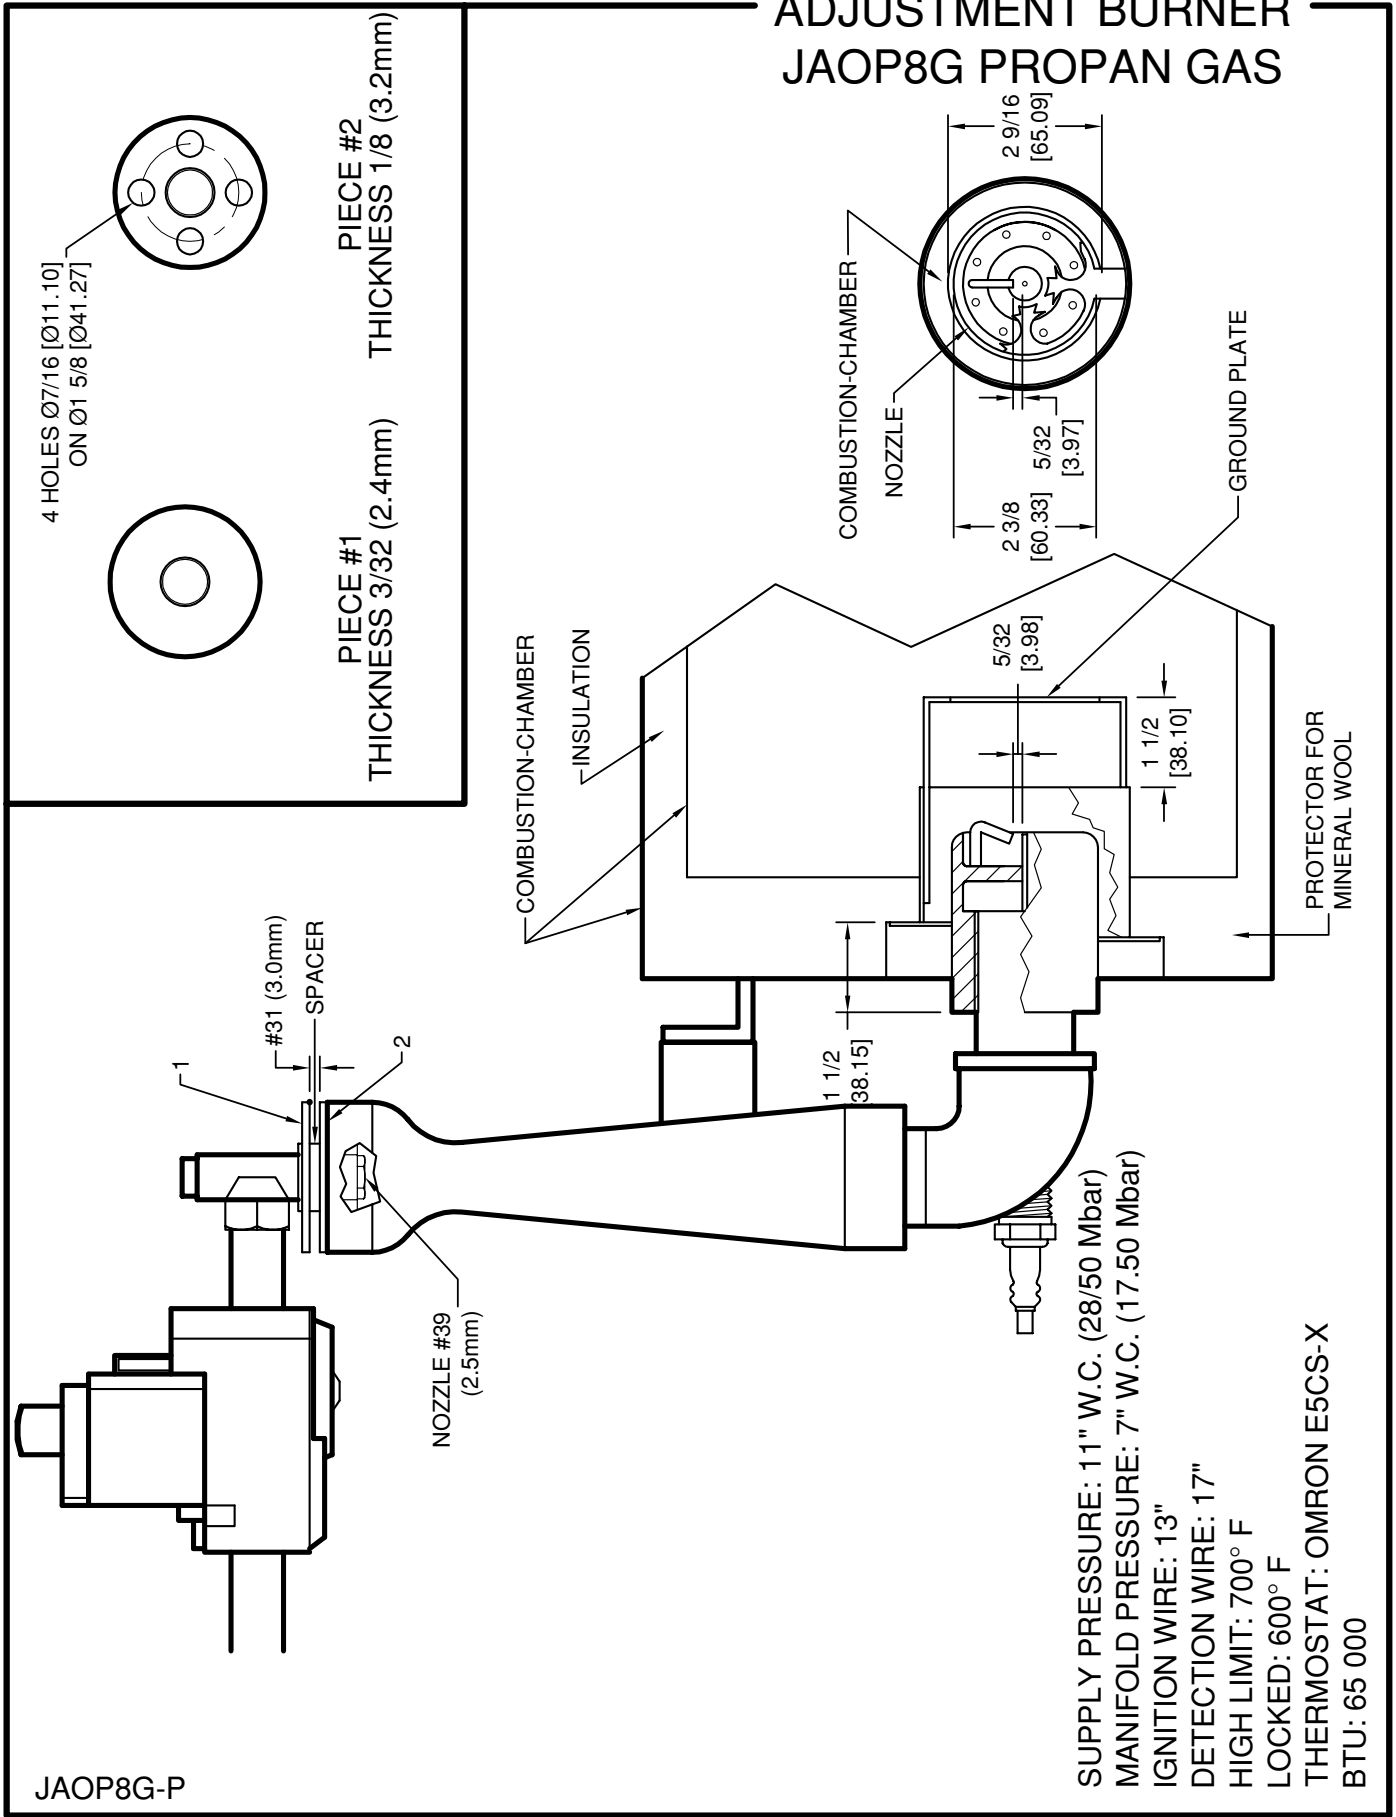 ADJUSTMENT BURNER
JAOP8G PROPAN GAS
4 HOLES Ø7/16 [Ø11.10]
ON Ø1 5/8 [Ø41.27]
PIECE #1
THICKNESS 3/32 (2.4mm)
PIECE #2
THICKNESS 1/8 (3.2mm)
1
#31 (3.0mm)
SPACER
2
NOZZLE #39
(2.5mm)
COMBUSTION-CHAMBER
INSULATION
1 1/2
38.15]
5/32
[3.98]
1 1/2
[38.10]
PROTECTOR FOR
MINERAL WOOL
GROUND PLATE
COMBUSTION-CHAMBER
NOZZLE
2 9/16
[65.09]
5/32
[3.97]
2 3/8
[60.33]
SUPPLY PRESSURE: 11" W.C. (28/50 Mbar)
MANIFOLD PRESSURE: 7" W.C. (17.50 Mbar)
IGNITION WIRE: 13"
DETECTION WIRE: 17"
HIGH LIMIT: 700° F
LOCKED: 600° F
THERMOSTAT: OMRON E5CS-X
BTU: 65 000
JAOP8G-P